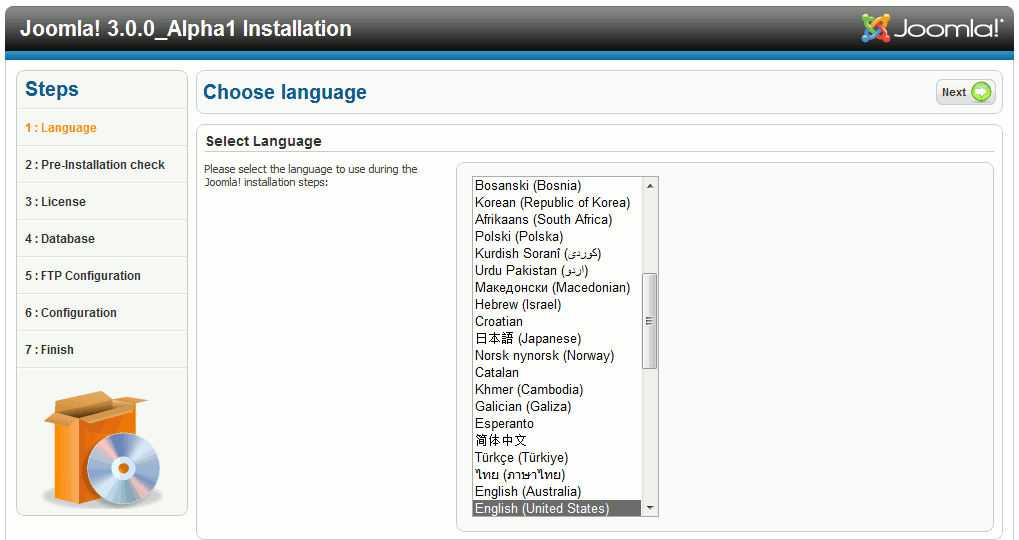 Joomla! 3.0.0_Alpha1 Installation
Joomla!®
Steps
1 : Language
2 : Pre-Installation check
3 : License
4 : Database
5 : FTP Configuration
6 : Configuration
7 : Finish
Choose language
Next
Select Language
Please select the language to use during the
Joomla! installation steps:
Bosanski (Bosnia)
Korean (Republic of Korea)
Afrikaans (South Africa)
Polski (Polska)
Kurdish Soranî (كوردى)
Urdu Pakistan (اردو)
Македонски (Macedonian)
Hebrew (Israel)
Croatian
日本語 (Japanese)
Norsk nynorsk (Norway)
Catalan
Khmer (Cambodia)
Galician (Galiza)
Esperanto
简体中文
Türkçe (Türkiye)
ไทย (ภาษาไทย)
English (Australia)
English (United States)